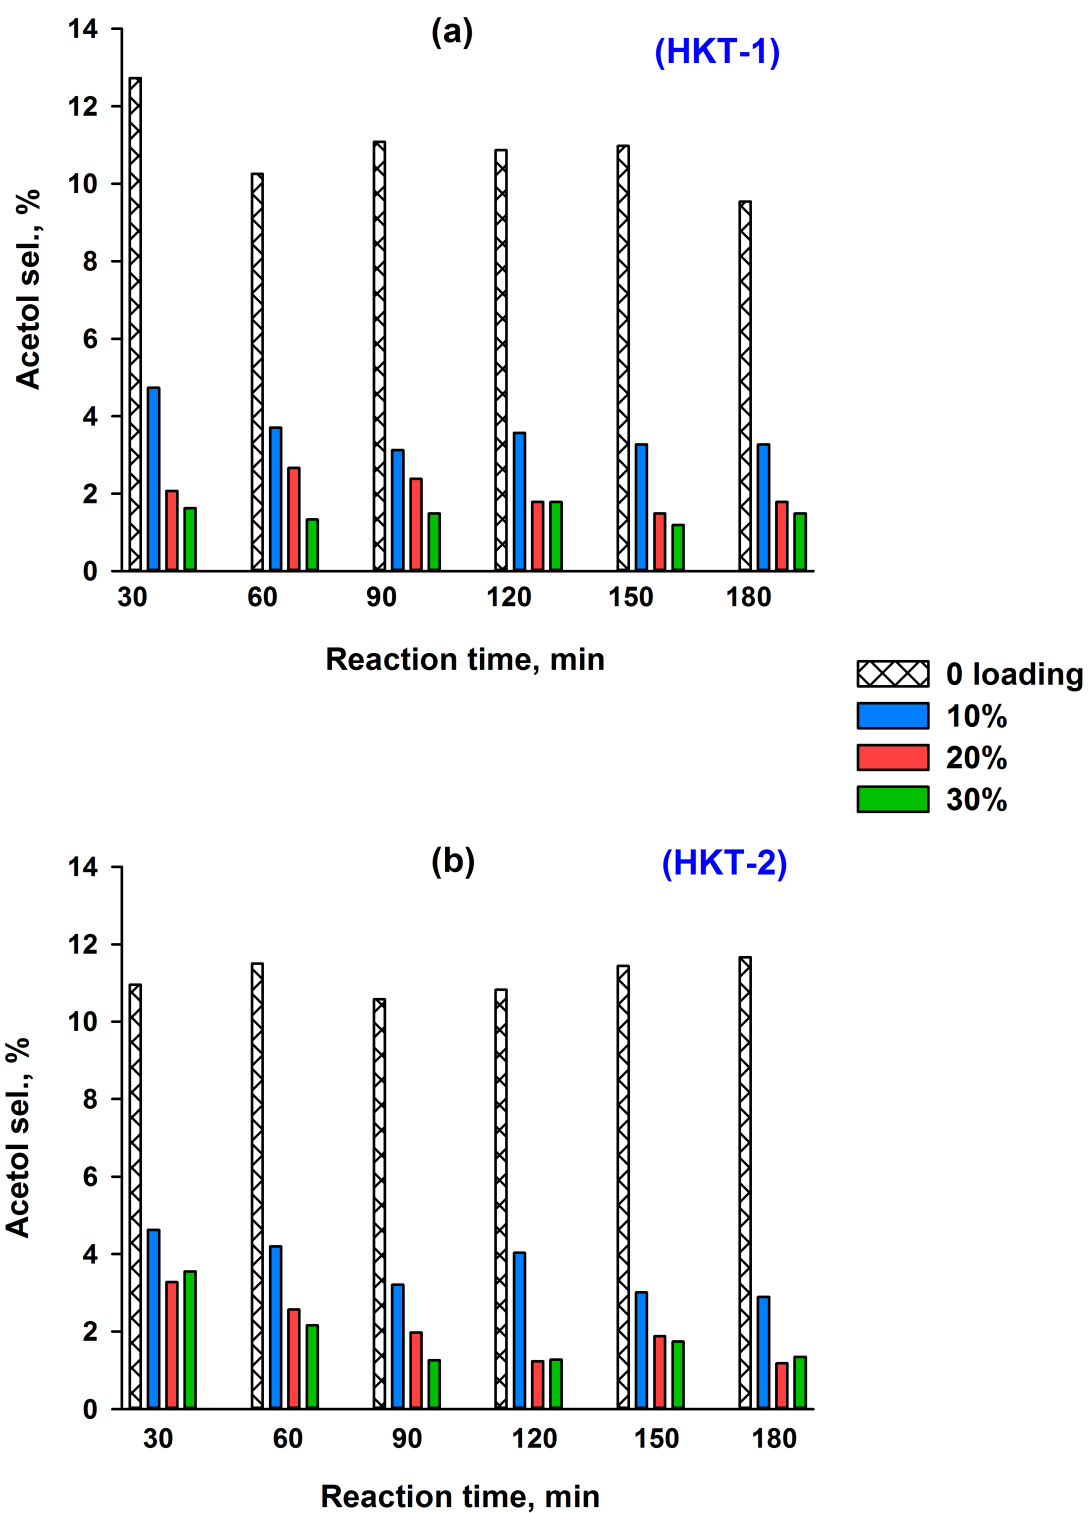 (a)
(HKT-1)
14
12
10
8
6
4
2
0
Acetol sel., %
30 60 90 120 150 180
Reaction time, min
0 loading
10%
20%
30%
(b)
(HKT-2)
14
12
10
8
6
4
2
0
Acetol sel., %
30 60 90 120 150 180
Reaction time, min